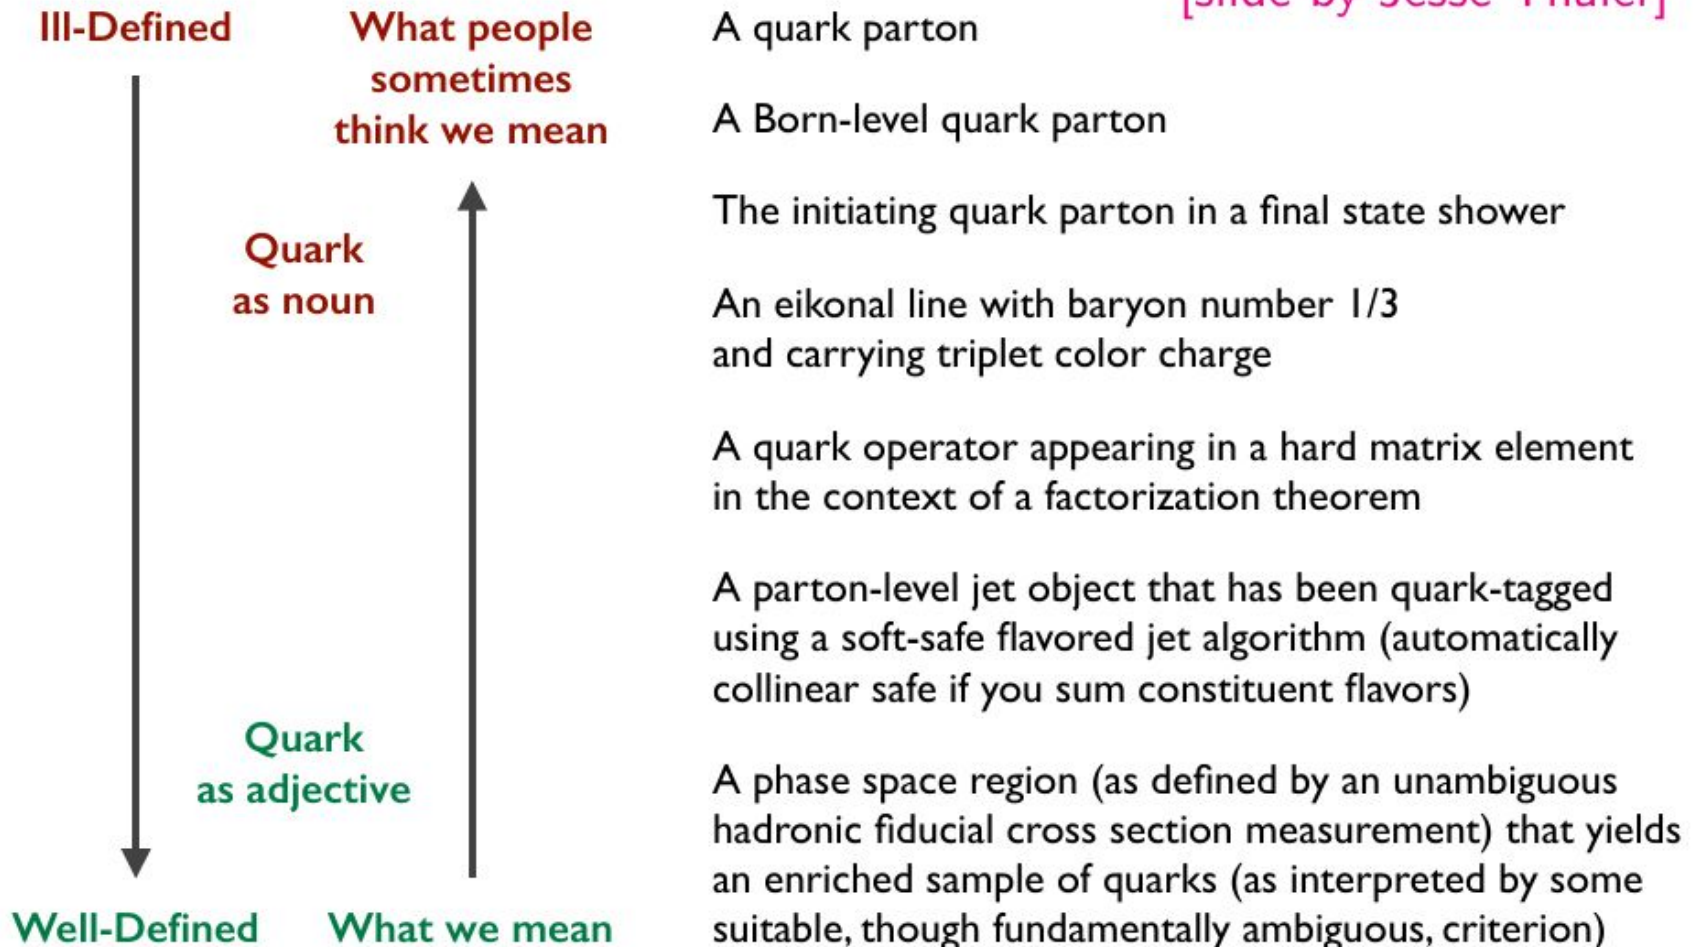 [slide by Jesse Thaler]
Ill-Defined
What people
sometimes
think we mean
Quark
as noun
Quark
as adjective
Well-Defined
What we mean
A quark parton
A Born-level quark parton
The initiating quark parton in a final state shower
An eikonal line with baryon number 1/3
and carrying triplet color charge
A quark operator appearing in a hard matrix element
in the context of a factorization theorem
A parton-level jet object that has been quark-tagged
using a soft-safe flavored jet algorithm (automatically
collinear safe if you sum constituent flavors)
A phase space region (as defined by an unambiguous
hadronic fiducial cross section measurement) that yields
an enriched sample of quarks (as interpreted by some
suitable, though fundamentally ambiguous, criterion)